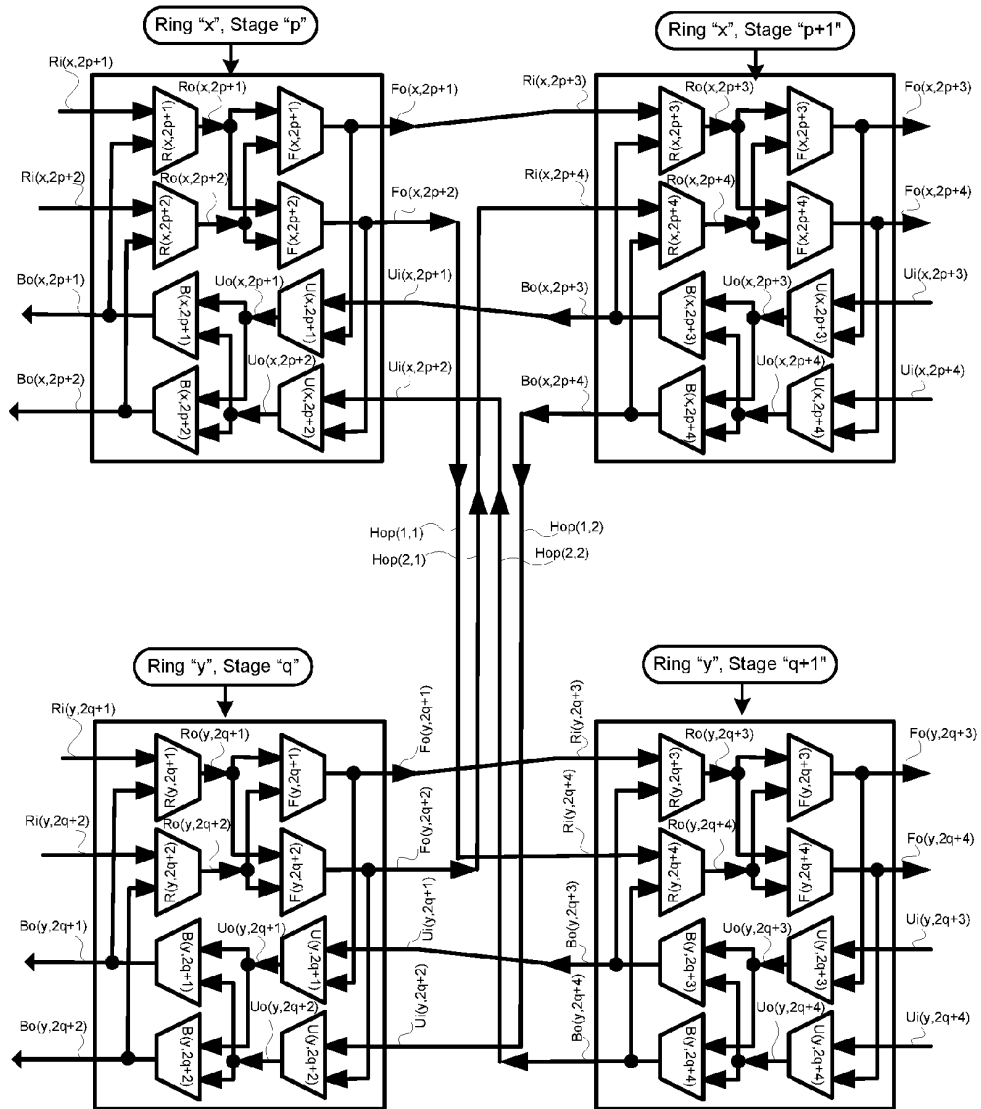 Ring “x”, Stage “p”
Ring “x”, Stage “p+1"
Ri(x,2p+1)
Ro(x,2p+1)
Fo(x,2p+1)
Ri(x,2p+3)
Ro(x,2p+3)
Fo(x,2p+3)
R(x,2p+1)
F(x,2p+1)
R(x,2p+3)
F(x,2p+3)
Ri(x,2p+2)
Ro(x,2p+2)
Fo(x,2p+2)
Ri(x,2p+4)
Ro(x,2p+4)
Fo(x,2p+4)
R(x,2p+2)
F(x,2p+2)
R(x,2p+4)
F(x,2p+4)
Bo(x,2p+1)
Uo(x,2p+1)
Ui(x,2p+1)
Bo(x,2p+3)
Uo(x,2p+3)
Ui(x,2p+3)
B(x,2p+1)
U(x,2p+1)
B(x,2p+3)
U(x,2p+3)
Bo(x,2p+2)
Uo(x,2p+2)
Ui(x,2p+2)
Bo(x,2p+4)
Uo(x,2p+4)
Ui(x,2p+4)
B(x,2p+2)
U(x,2p+2)
B(x,2p+4)
U(x,2p+4)
Hop(1,1)
Hop(1,2)
Hop(2,1)
Hop(2,2)
Ring “y”, Stage “q”
Ring “y”, Stage “q+1"
Ri(y,2q+1)
Ro(y,2q+1)
Fo(y,2q+1)
Ri(y,2q+3)
Ro(y,2q+3)
Fo(y,2q+3)
R(y,2q+1)
F(y,2q+1)
R(y,2q+3)
F(y,2q+3)
Ri(y,2q+2)
Ro(y,2q+2)
Fo(y,2q+2)
Ri(y,2q+4)
Ro(y,2q+4)
Fo(y,2q+4)
R(y,2q+2)
F(y,2q+2)
R(y,2q+4)
F(y,2q+4)
Bo(y,2q+1)
Uo(y,2q+1)
Ui(y,2q+1)
Bo(y,2q+3)
Uo(y,2q+3)
Ui(y,2q+3)
B(y,2q+1)
U(y,2q+1)
B(y,2q+3)
U(y,2q+3)
Bo(y,2q+2)
Uo(y,2q+2)
Ui(y,2q+2)
Bo(y,2q+4)
Uo(y,2q+4)
Ui(y,2q+4)
B(y,2q+2)
U(y,2q+2)
B(y,2q+4)
U(y,2q+4)